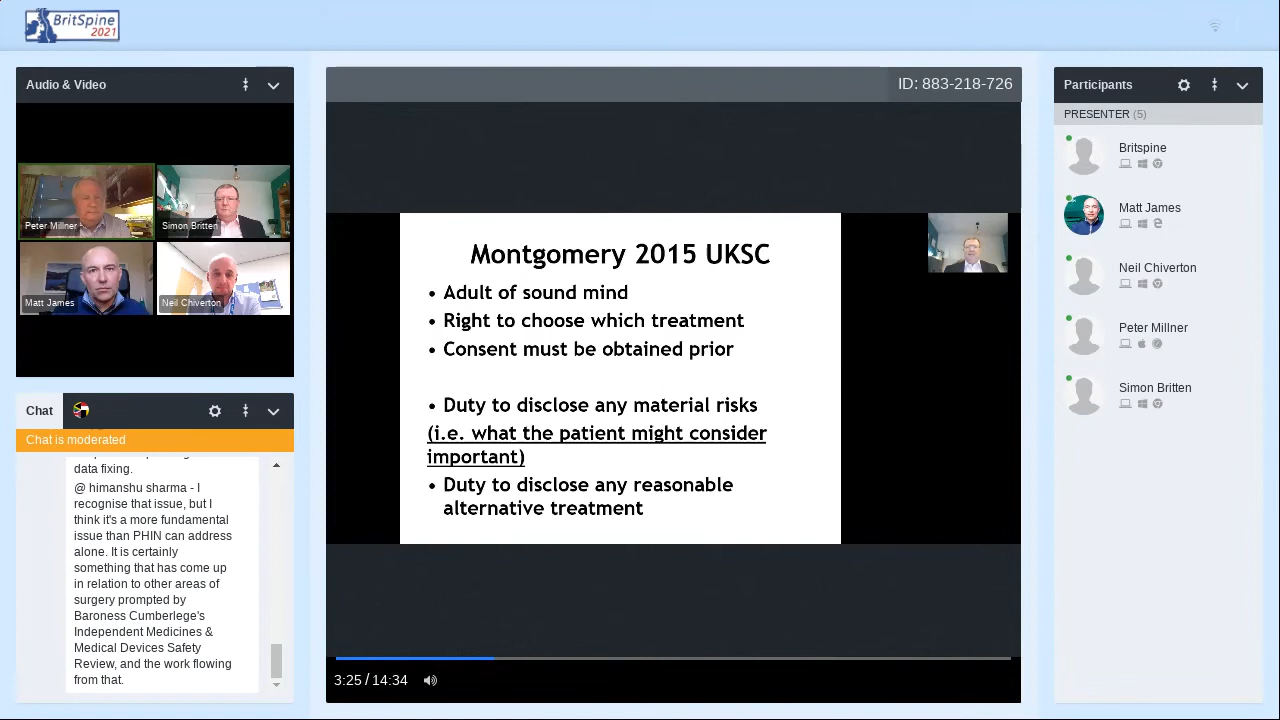 BritSpine
2021
Audio & Video
Peter Millner
Simon Britten
Matt James
Neil Chiverton
Chat
Chat is moderated
data fixing.
@ himanshu sharma - I
recognise that issue, but I
think it's a more fundamental
issue than PHIN can address
alone. It is certainly
something that has come up
in relation to other areas of
surgery prompted by
Baroness Cumberlege's
Independent Medicines &
Medical Devices Safety
Review, and the work flowing
from that.
ID: 883-218-726
Montgomery 2015 UKSC
• Adult of sound mind
• Right to choose which treatment
• Consent must be obtained prior
• Duty to disclose any material risks
(i.e. what the patient might consider
important)
• Duty to disclose any reasonable
alternative treatment
3:25 / 14:34
Participants
PRESENTER (5)
Britspine
Matt James
Neil Chiverton
Peter Millner
Simon Britten